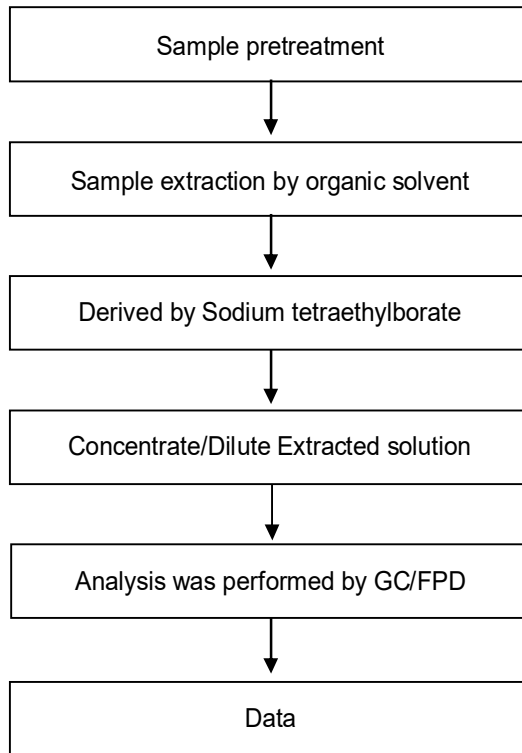 Sample pretreatment
Sample extraction by organic solvent
Derived by Sodium tetraethylborate
Concentrate/Dilute Extracted solution
Analysis was performed by GC/FPD
Data